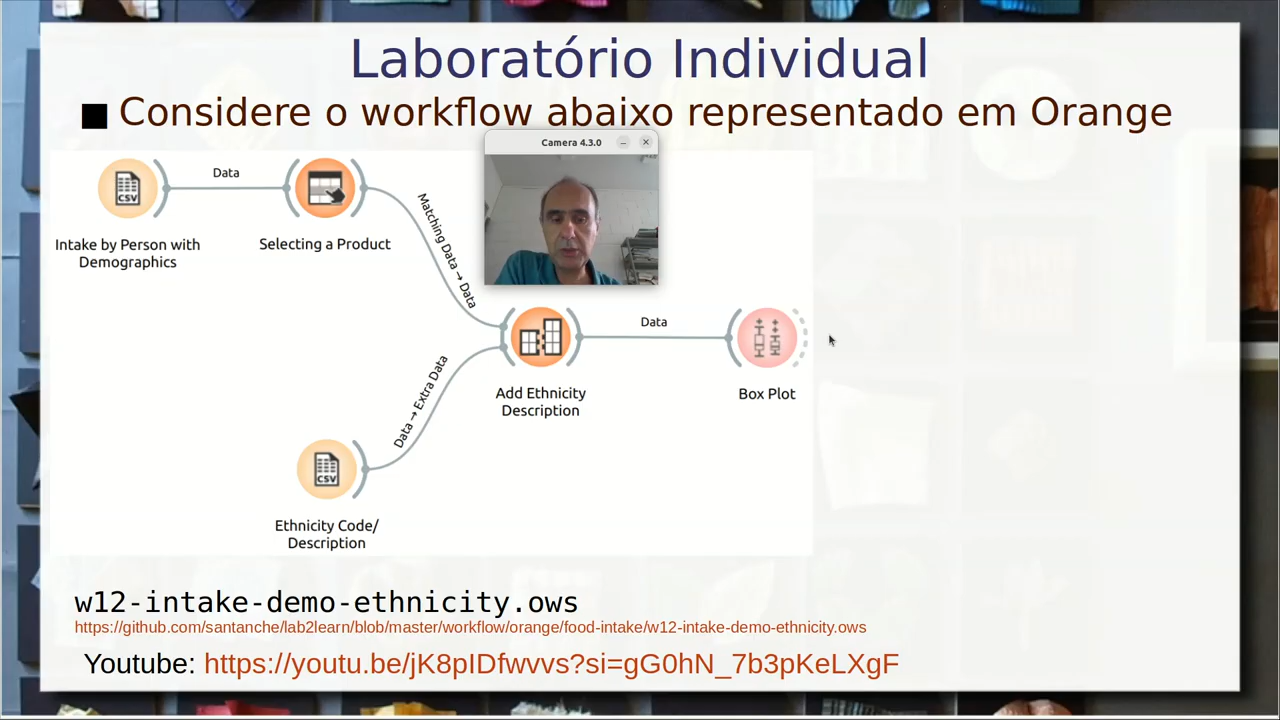 Laboratório Individual
Considere o workflow abaixo representado em Orange
Camera 4.3.0
Data
CSV
Intake by Person with
Demographics
Selecting a Product
Matching Data → Data
Data → Extra Data
Add Ethnicity
Description
Data
Box Plot
CSV
Ethnicity Code/
Description
w12-intake-demo-ethnicity.ows
https://github.com/santanche/lab2learn/blob/master/workflow/orange/food-intake/w12-intake-demo-ethnicity.ows
Youtube: https://youtu.be/jK8pIDfwvvs?si=gG0hN_7b3pKeLXgF